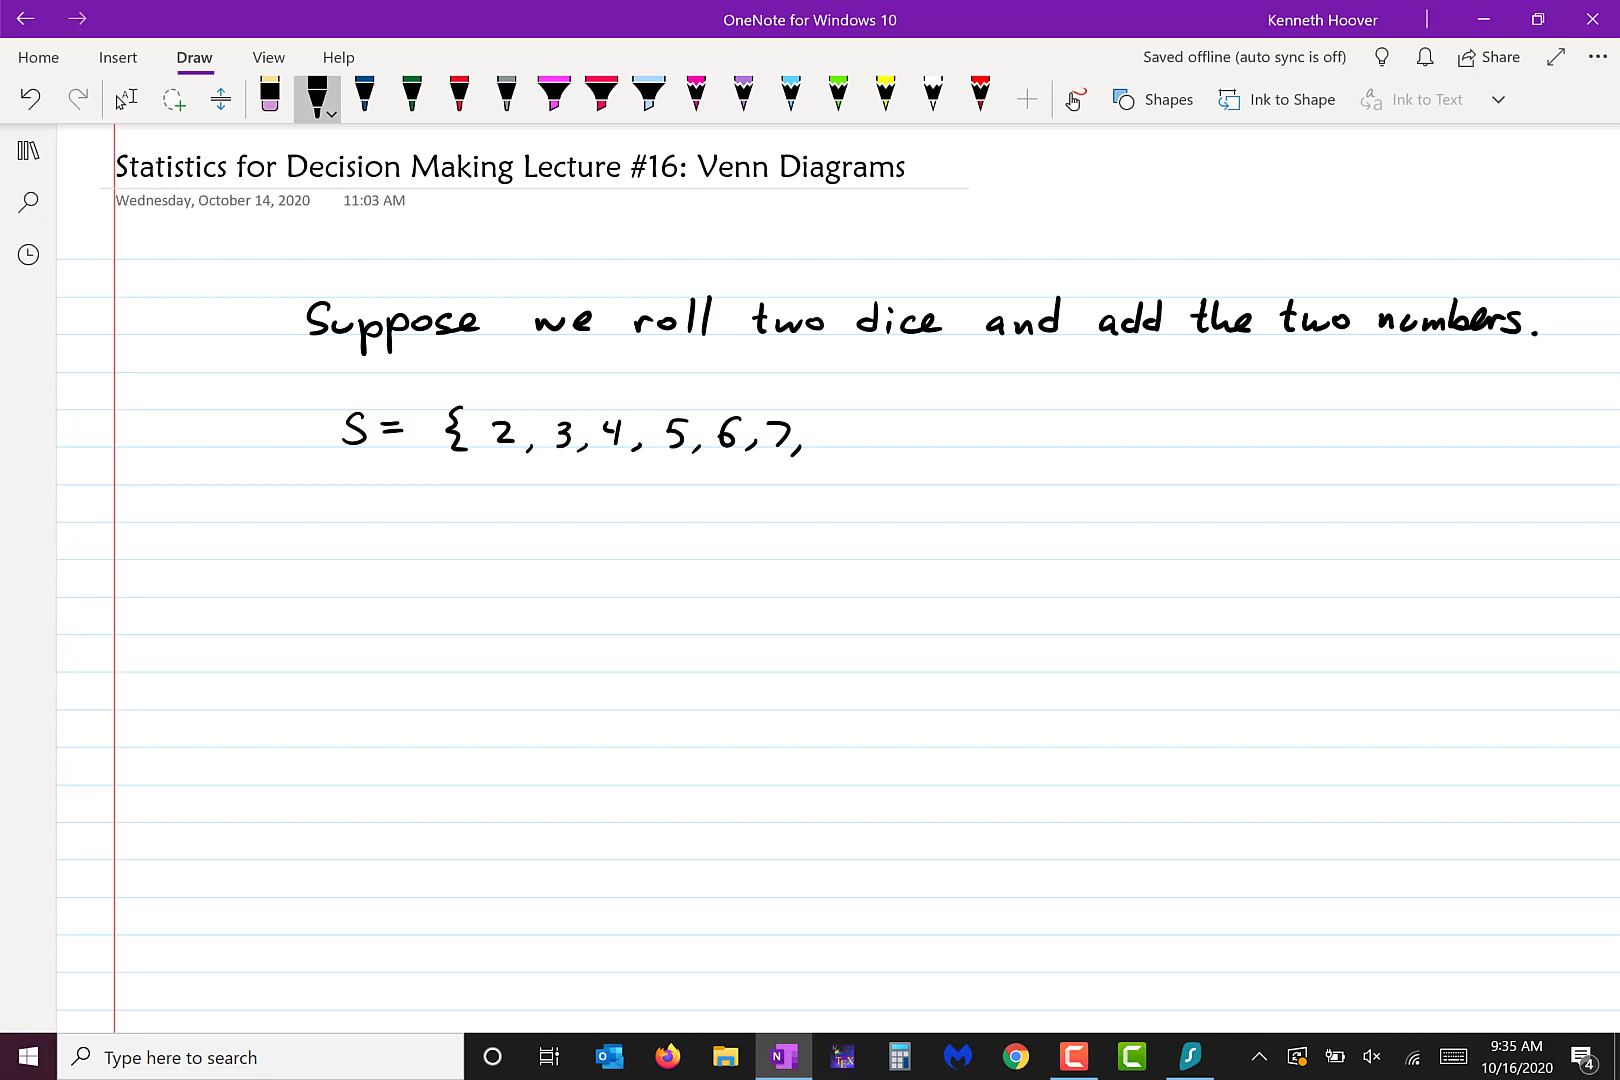 OneNote for Windows 10
Kenneth Hoover
Home Insert Draw View Help
Saved offline (auto sync is off) Share
Shapes Ink to Shape Ink to Text
Statistics for Decision Making Lecture #16: Venn Diagrams
Wednesday, October 14, 2020 11:03 AM
Suppose we roll two dice and add the two numbers.
S = { 2, 3, 4, 5, 6, 7,
Type here to search
9:35 AM
10/16/2020
4